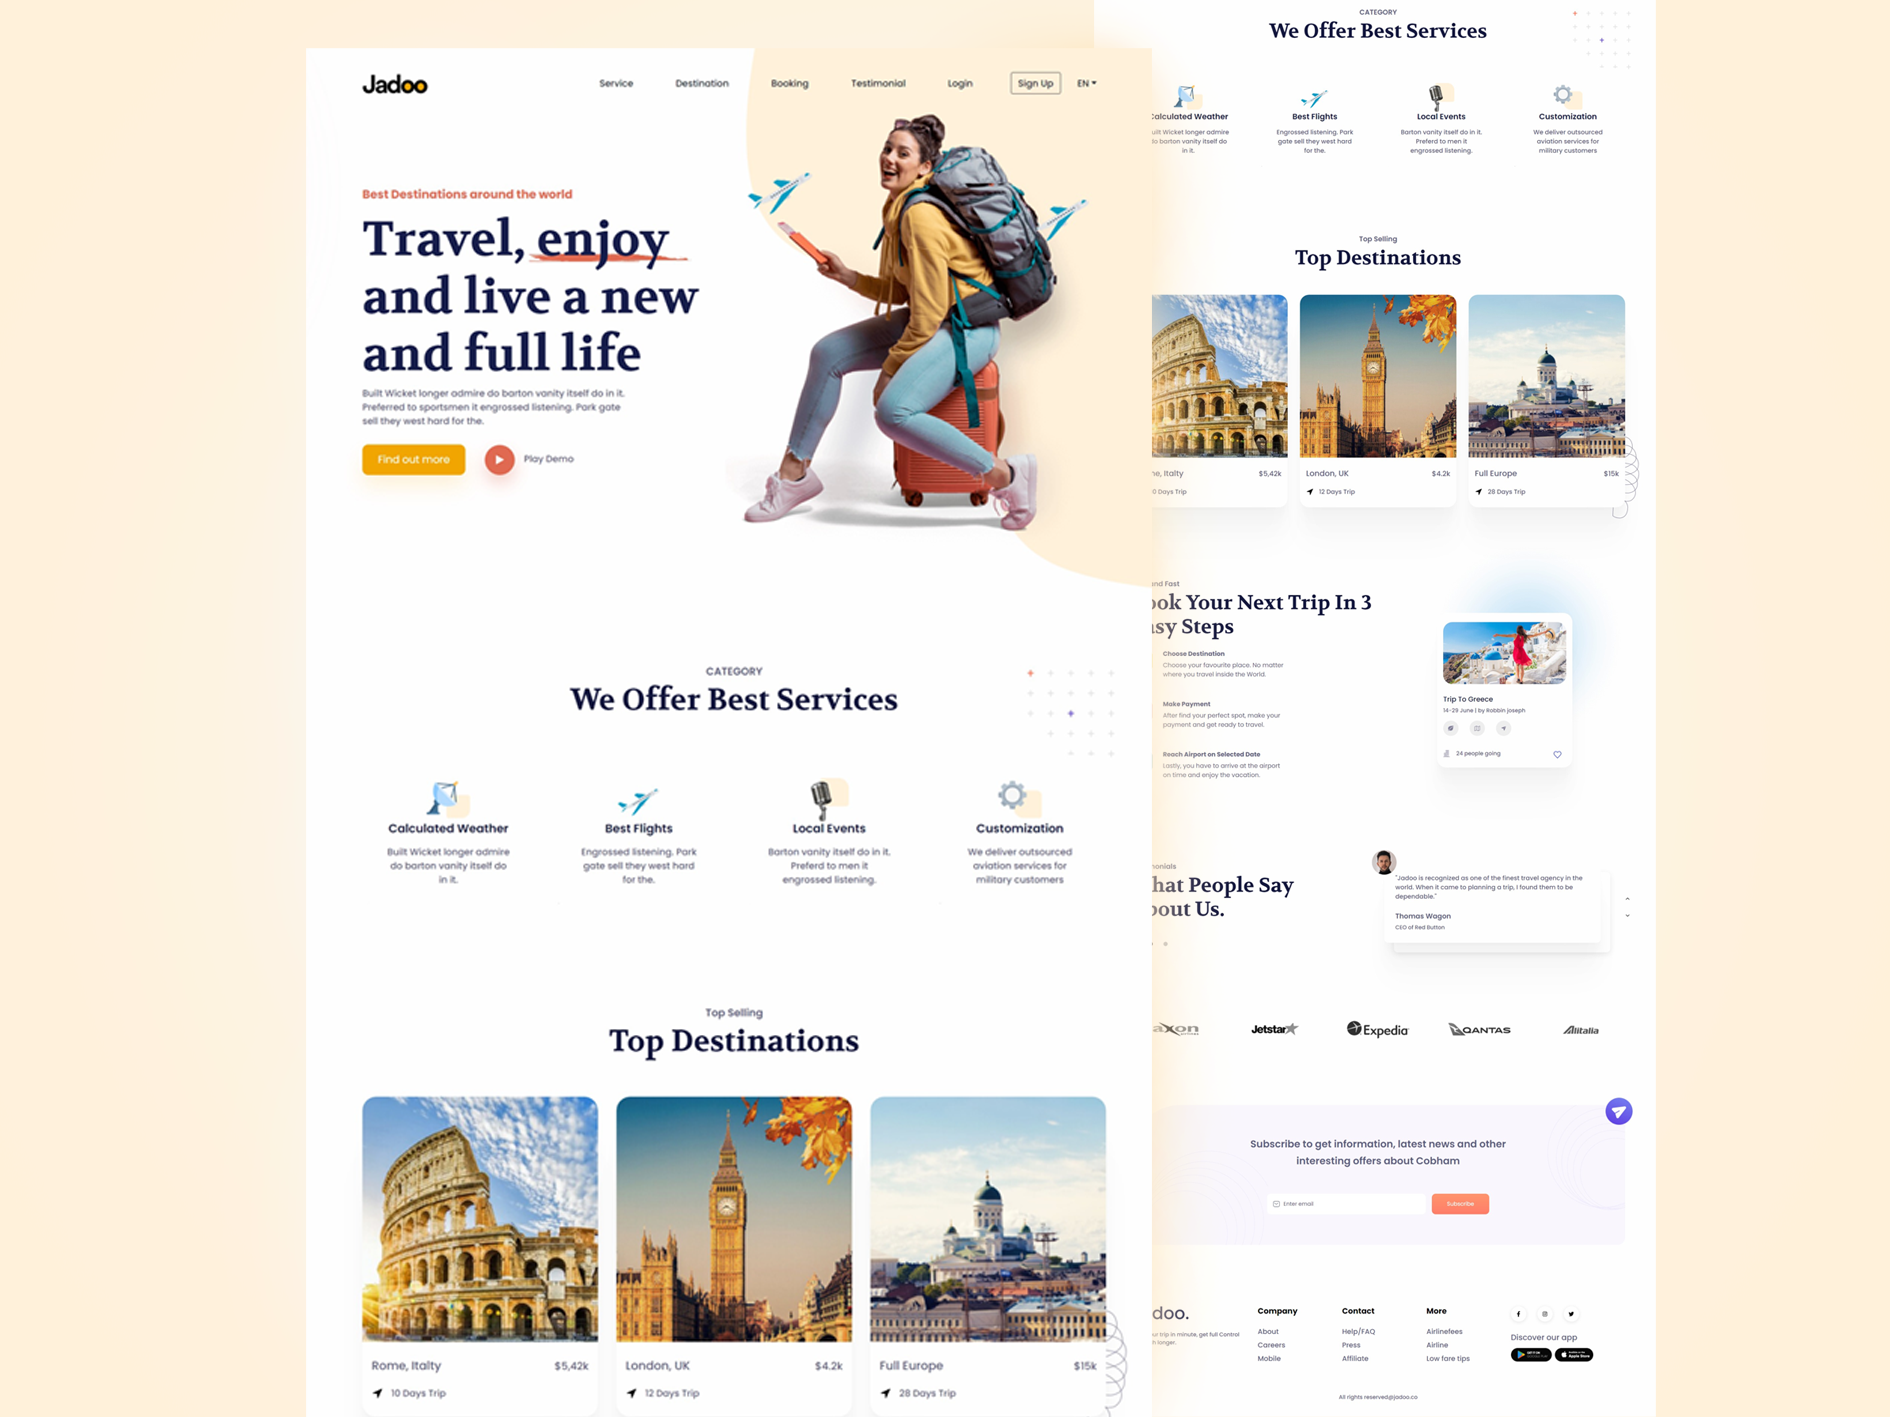 Jadoo
Service Destination Booking Testimonial Login Sign Up EN
Best Destinations around the world
Travel, enjoy
and live a new
and full life
Built Wicket longer admire do barton vanity itself do in it.
Preferred to sportsmen it engrossed listening. Park gate
sell they west hard for the.
Find out more
Play Demo
CATEGORY
We Offer Best Services
Calculated Weather
Built Wicket longer admire
do barton vanity itself do
in it.
Best Flights
Engrossed listening. Park
gate sell they west hard
for the.
Local Events
Barton vanity itself do in it.
Preferd to men it
engrossed listening.
Customization
We deliver outsourced
aviation services for
military customers
Top Selling
Top Destinations
Rome, Italty $5,42k
10 Days Trip
London, UK $4.2k
12 Days Trip
Full Europe $15k
28 Days Trip
CATEGORY
We Offer Best Services
Calculated Weather
uilt Wicket longer admire
do barton vanity itself do
in it.
Best Flights
Engrossed listening. Park
gate sell they west hard
for the.
Local Events
Barton vanity itself do in it.
Preferd to men it
engrossed listening.
Customization
We deliver outsourced
aviation services for
military customers
Top Selling
Top Destinations
ne, Italty $5,42k
0 Days Trip
London, UK $4.2k
12 Days Trip
Full Europe $15k
28 Days Trip
and Fast
ook Your Next Trip In 3
asy Steps
Choose Destination
Choose your favourite place. No matter
where you travel inside the World.
Make Payment
After find your perfect spot, make your
payment and get ready to travel.
Reach Airport on Selected Date
Lastly, you have to arrive at the airport
on time and enjoy the vacation.
Trip To Greece
14-29 June | by Robbin joseph
24 people going
monials
hat People Say
bout Us.
"Jadoo is recognized as one of the finest travel agency in the
world. When it came to planning a trip, I found them to be
dependable."
Thomas Wagon
CEO of Red Button
axon
airlines
Jetstar
Expedia
QANTAS
Alitalia
Subscribe to get information, latest news and other
interesting offers about Cobham
Enter email
Subscribe
doo.
ur trip in minute, get full Control
h longer.
Company
About
Careers
Mobile
Contact
Help/FAQ
Press
Affiliate
More
Airlinefees
Airline
Low fare tips
Discover our app
GET IT ON
Apple Store
All rights reserved@jadoo.co